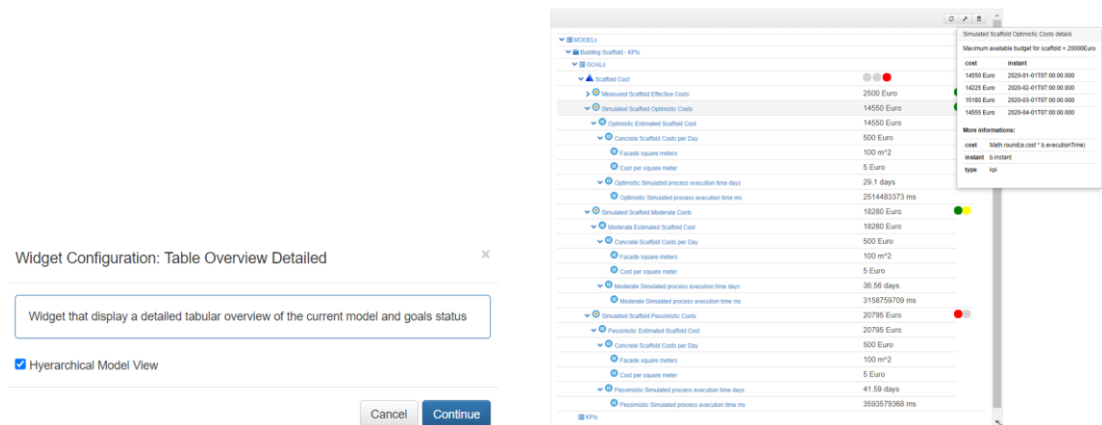 Widget Configuration: Table Overview Detailed ×
Widget that display a detailed tabular overview of the current model and goals status
Hyerarchical Model View
Cancel Continue
MODELs
Building Scaffold - KPIs
GOALs
Scaffold Cost
Measured Scaffold Effective Costs 2500 Euro
Simulated Scaffold Optimistic Costs 14550 Euro
Optimistic Estimated Scaffold Cost 14550 Euro
Concrete Scaffold Costs per Day 500 Euro
Facade square meters 100 m^2
Cost per square meter 5 Euro
Optimistic Simulated process execution time days 29.1 days
Optimistic Simulated process execution time ms 2514483373 ms
Simulated Scaffold Moderate Costs 18280 Euro
Moderate Estimated Scaffold Cost 18280 Euro
Concrete Scaffold Costs per Day 500 Euro
Facade square meters 100 m^2
Cost per square meter 5 Euro
Moderate Simulated process execution time days 36.56 days
Moderate Simulated process execution time ms 3158759709 ms
Simulated Scaffold Pessimistic Costs 20795 Euro
Pessimistic Estimated Scaffold Cost 20795 Euro
Concrete Scaffold Costs per Day 500 Euro
Facade square meters 100 m^2
Cost per square meter 5 Euro
Pessimistic Simulated process execution time days 41.59 days
Pessimistic Simulated process execution time ms 3593579368 ms
KPIs
Simulated Scaffold Optimistic Costs details
Maximum available budget for scaffold = 20000Euro
cost instant
14550 Euro 2020-01-01T07:00:00.000
14225 Euro 2020-02-01T07:00:00.000
15180 Euro 2020-03-01T07:00:00.000
14955 Euro 2020-04-01T07:00:00.000
More informations:
cost Math.round(a.cost * b.executionTime)
instant b.instant
type kpi